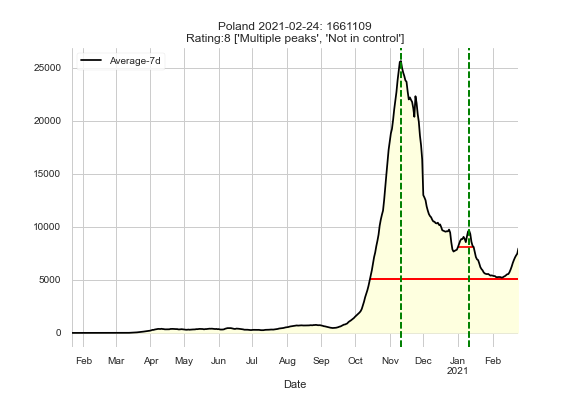 Poland 2021-02-24: 1661109
Rating:8 ['Multiple peaks', 'Not in control']
Average-7d
25000
20000
15000
10000
5000
0
Feb Mar Apr May Jun Jul Aug Sep Oct Nov Dec Jan Feb
2021
Date